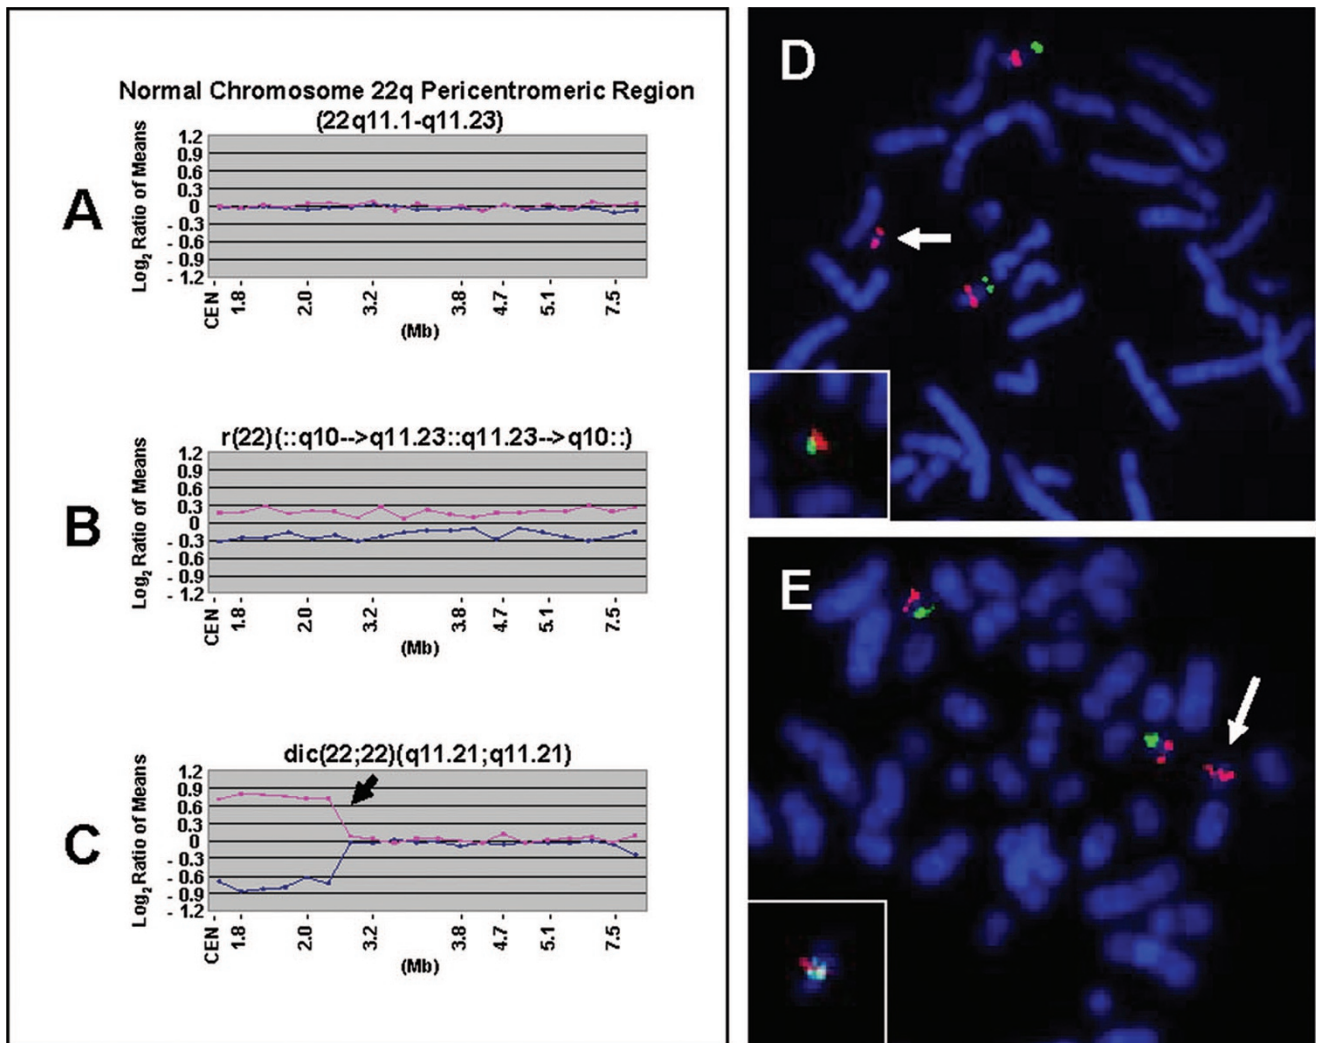 A
Normal Chromosome 22q Pericentromeric Region
(22q11.1-q11.23)
Log2 Ratio of Means
1.2
0.9
0.6
0.3
0
- 0.3
- 0.6
- 0.9
- 1.2
CEN 1.8 2.0 3.2 3.8 4.7 5.1 7.5
(Mb)
B
r(22)(::q10-->q11.23::q11.23-->q10::)
Log2 Ratio of Means
1.2
0.9
0.6
0.3
0
- 0.3
- 0.6
- 0.9
- 1.2
CEN 1.8 2.0 3.2 3.8 4.7 5.1 7.5
(Mb)
C
dic(22;22)(q11.21;q11.21)
Log2 Ratio of Means
1.2
0.9
0.6
0.3
0
- 0.3
- 0.6
- 0.9
- 1.2
CEN 1.8 2.0 3.2 3.8 4.7 5.1 7.5
(Mb)
D
E